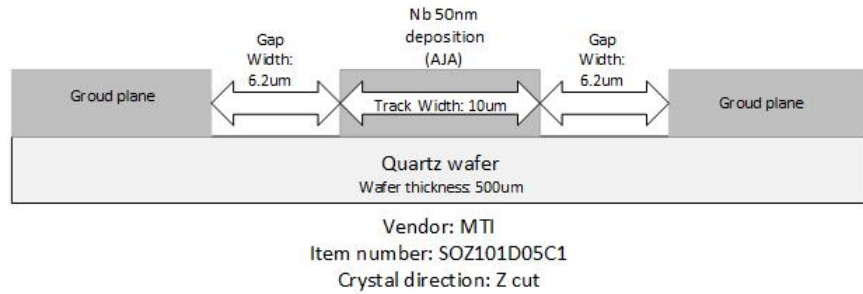 Nb 50nm
deposition
(AJA)
Gap
Width:
6.2um
Gap
Width:
6.2um
Groud plane
Track Width: 10um
Groud plane
Quartz wafer
Wafer thickness: 500um
Vendor: MTI
Item number: SOZ101D05C1
Crystal direction: Z cut